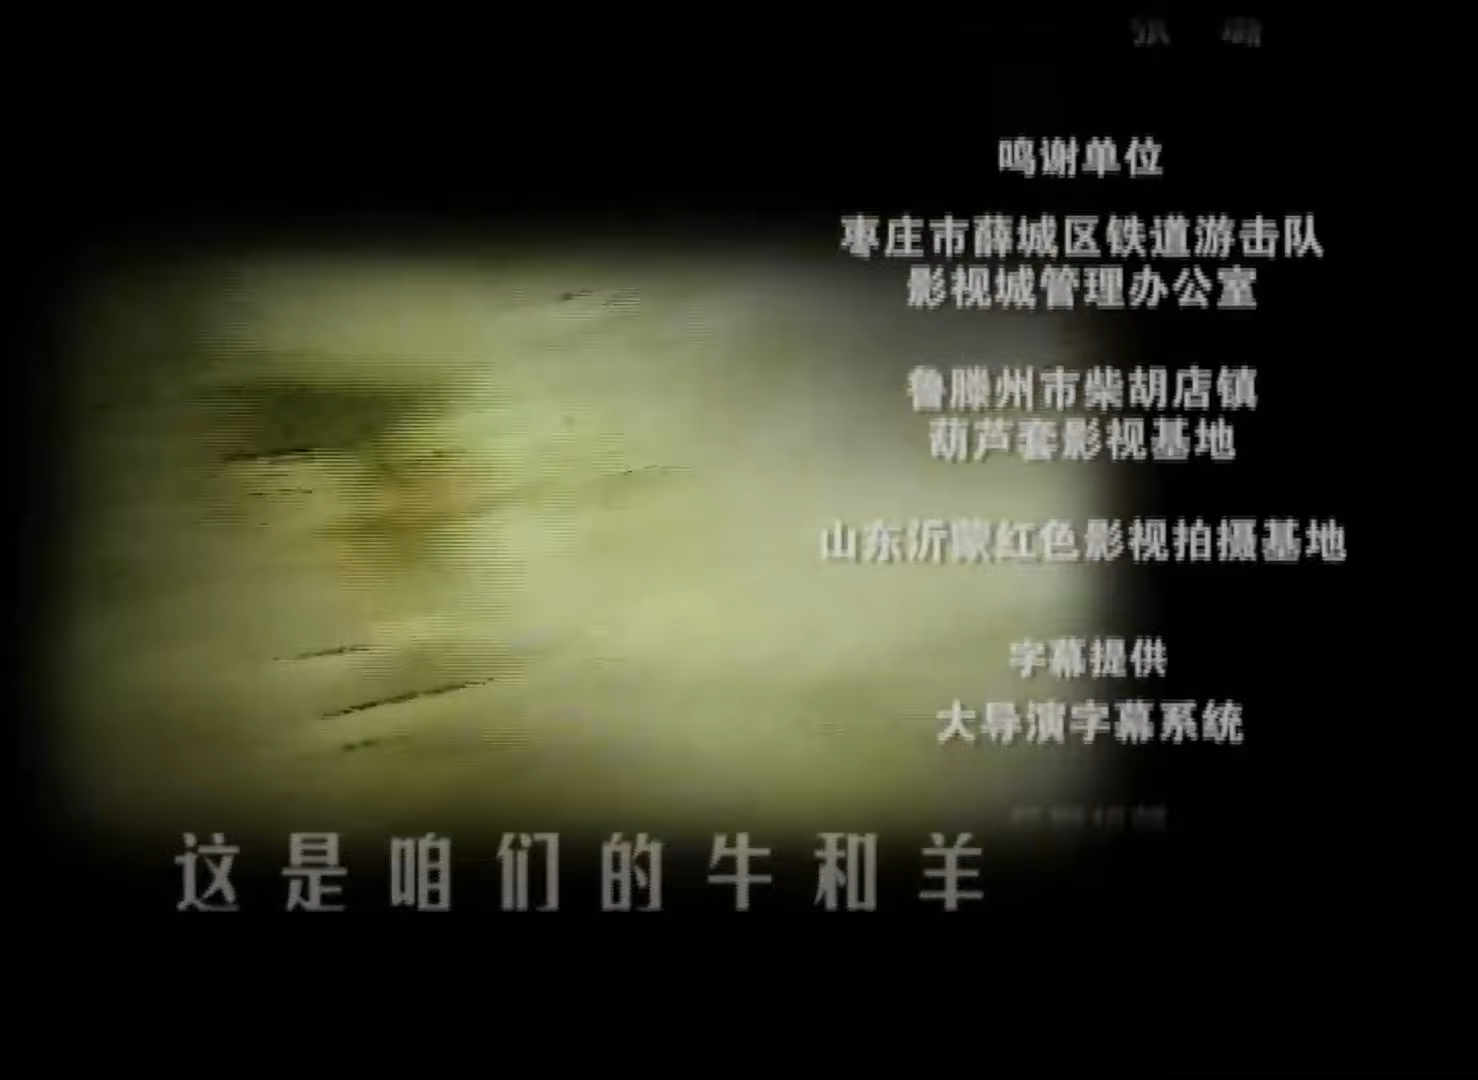 鸣谢单位
枣庄市薛城区铁道游击队
影视城管理办公室
鲁滕州市柴胡店镇
葫芦套影视基地
山东沂蒙红色影视拍摄基地
字幕提供
大导演字幕系统
这是咱们的牛和羊